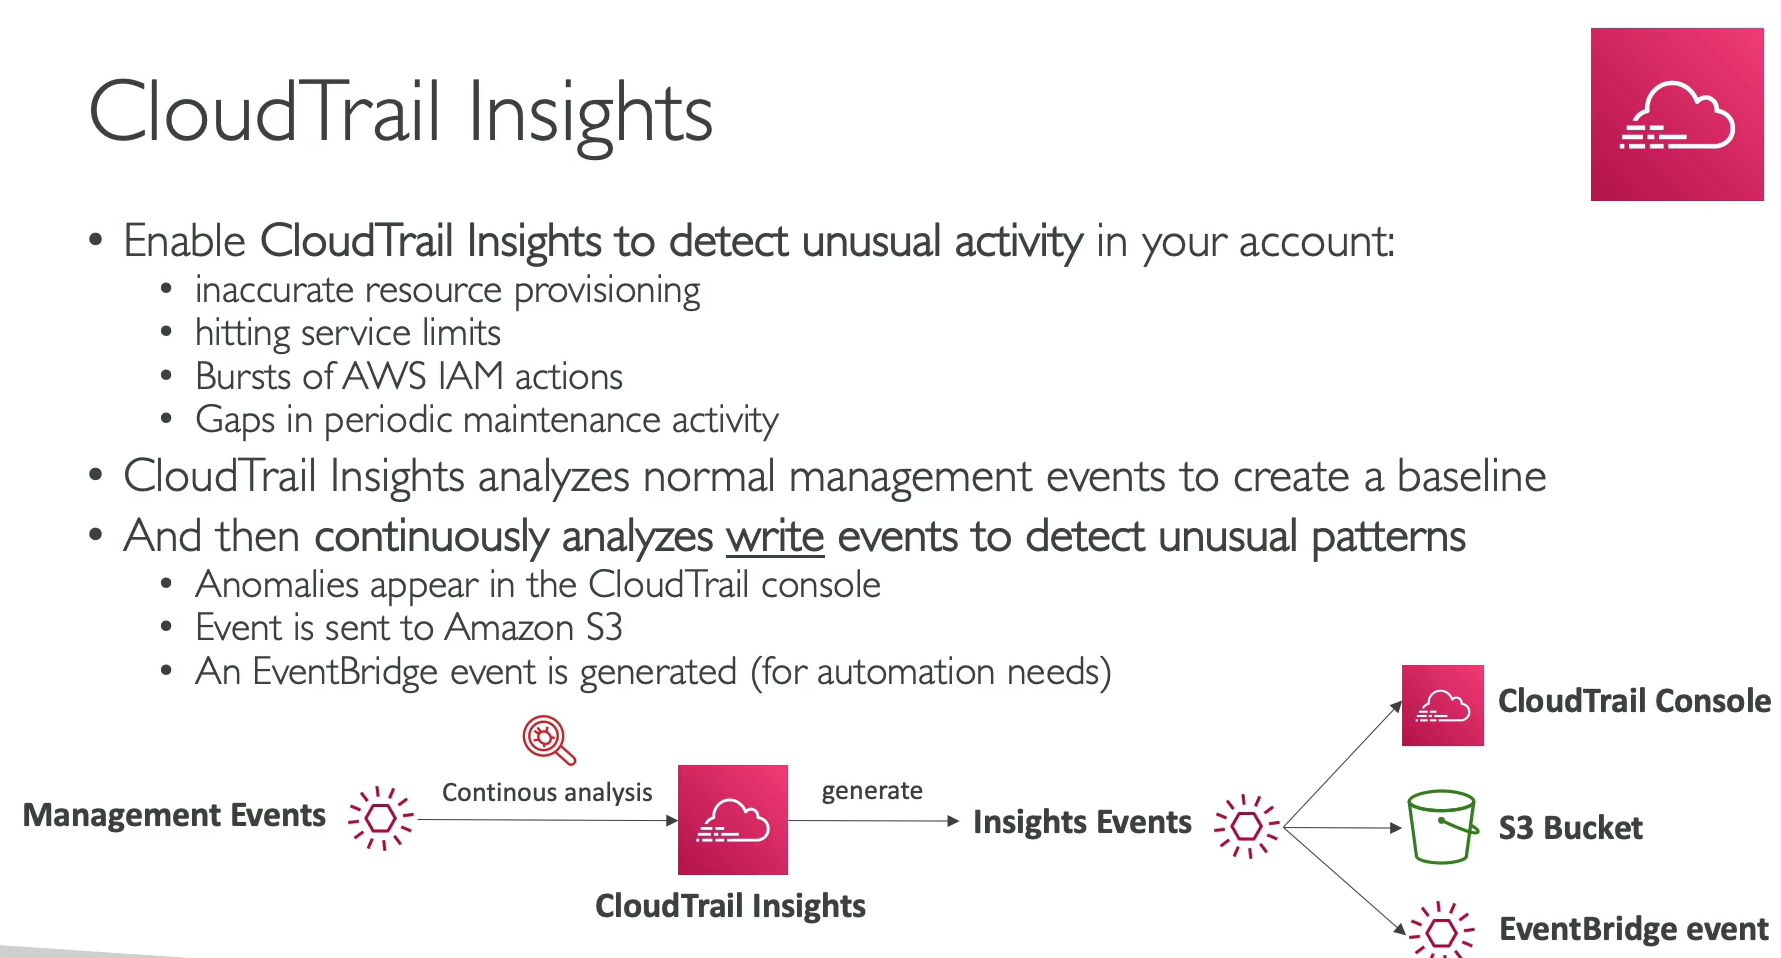 CloudTrail Insights
• Enable CloudTrail Insights to detect unusual activity in your account:
• inaccurate resource provisioning
• hitting service limits
• Bursts of AWS IAM actions
• Gaps in periodic maintenance activity
• CloudTrail Insights analyzes normal management events to create a baseline
• And then continuously analyzes write events to detect unusual patterns
• Anomalies appear in the CloudTrail console
• Event is sent to Amazon S3
• An EventBridge event is generated (for automation needs)
Management Events
Continous analysis
CloudTrail Insights
generate
Insights Events
CloudTrail Console
S3 Bucket
EventBridge event